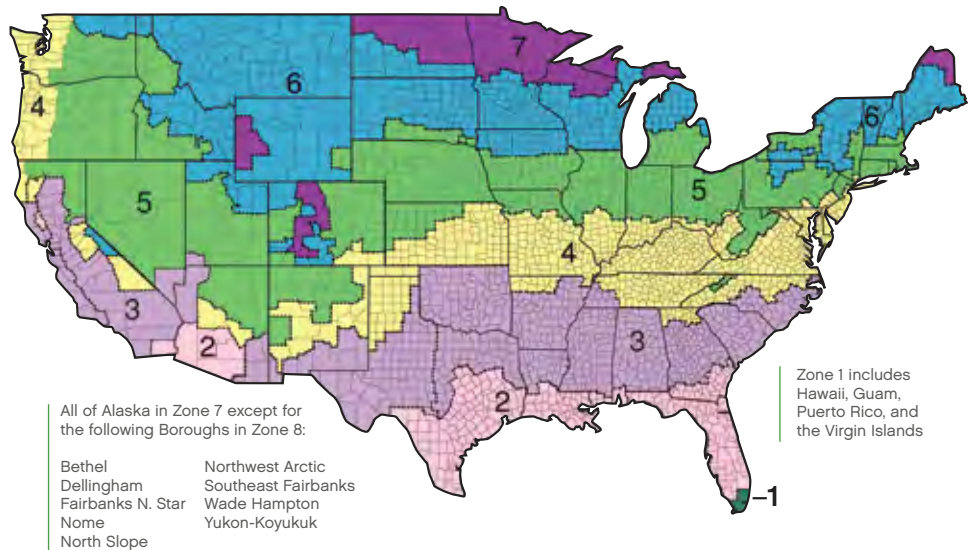 7
6
6
4
5
5
4
3
3
2
2
–1
Zone 1 includes
Hawaii, Guam,
Puerto Rico, and
the Virgin Islands
All of Alaska in Zone 7 except for
the following Boroughs in Zone 8:
Bethel
Dellingham
Fairbanks N. Star
Nome
North Slope
Northwest Arctic
Southeast Fairbanks
Wade Hampton
Yukon-Koyukuk